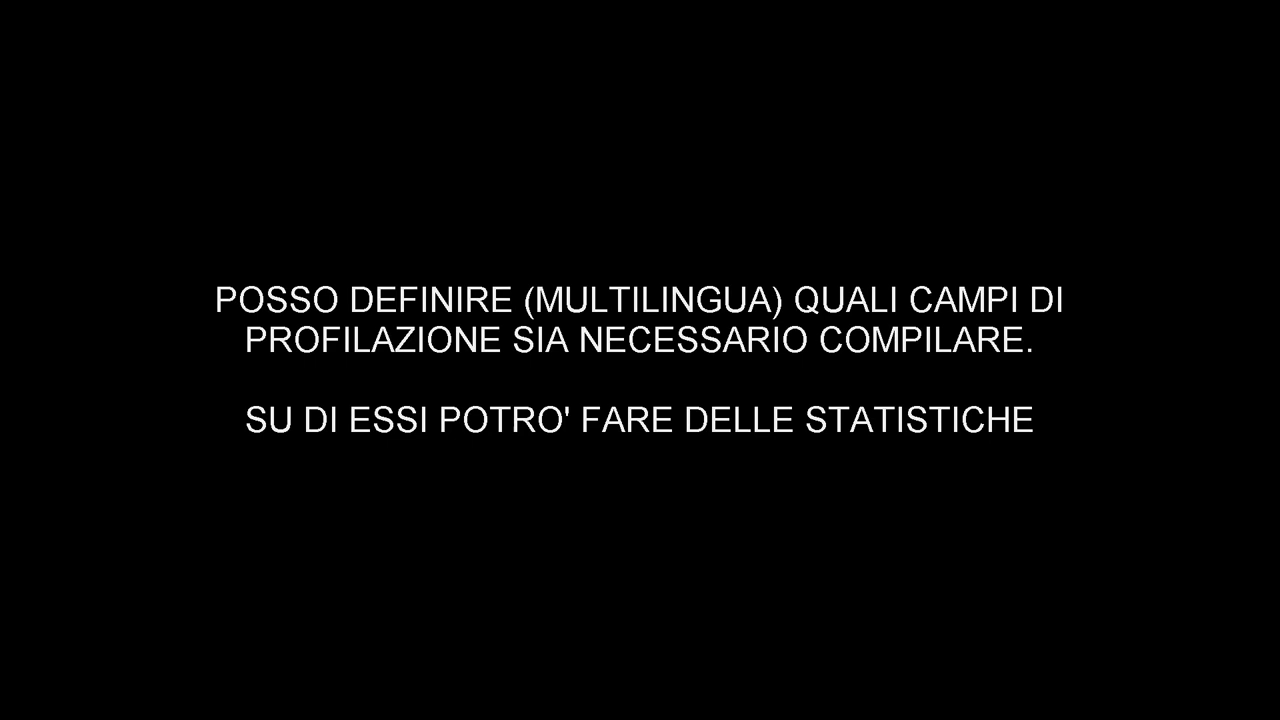 POSSO DEFINIRE (MULTILINGUA) QUALI CAMPI DI
PROFILAZIONE SIA NECESSARIO COMPILARE.
SU DI ESSI POTRO' FARE DELLE STATISTICHE